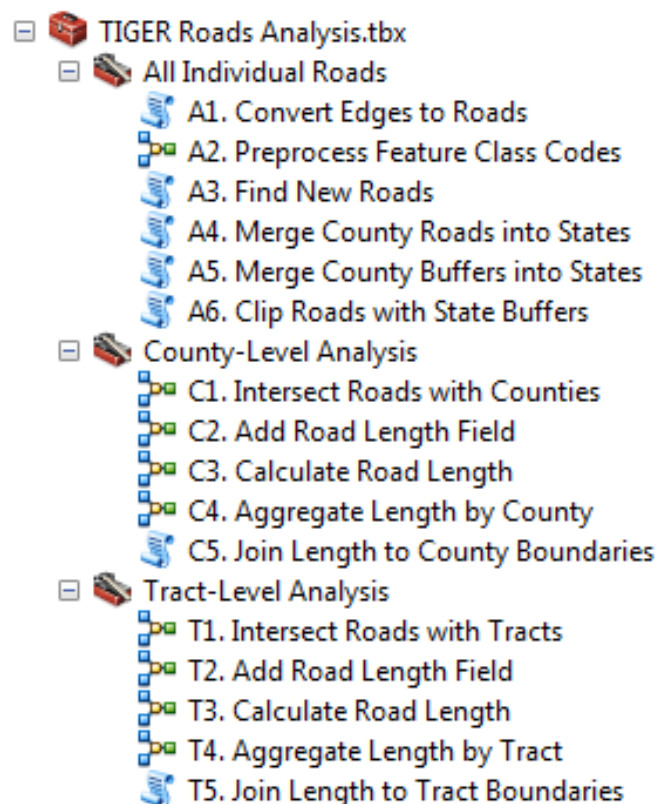 TIGER Roads Analysis.tbx
All Individual Roads
A1. Convert Edges to Roads
A2. Preprocess Feature Class Codes
A3. Find New Roads
A4. Merge County Roads into States
A5. Merge County Buffers into States
A6. Clip Roads with State Buffers
County-Level Analysis
C1. Intersect Roads with Counties
C2. Add Road Length Field
C3. Calculate Road Length
C4. Aggregate Length by County
C5. Join Length to County Boundaries
Tract-Level Analysis
T1. Intersect Roads with Tracts
T2. Add Road Length Field
T3. Calculate Road Length
T4. Aggregate Length by Tract
T5. Join Length to Tract Boundaries